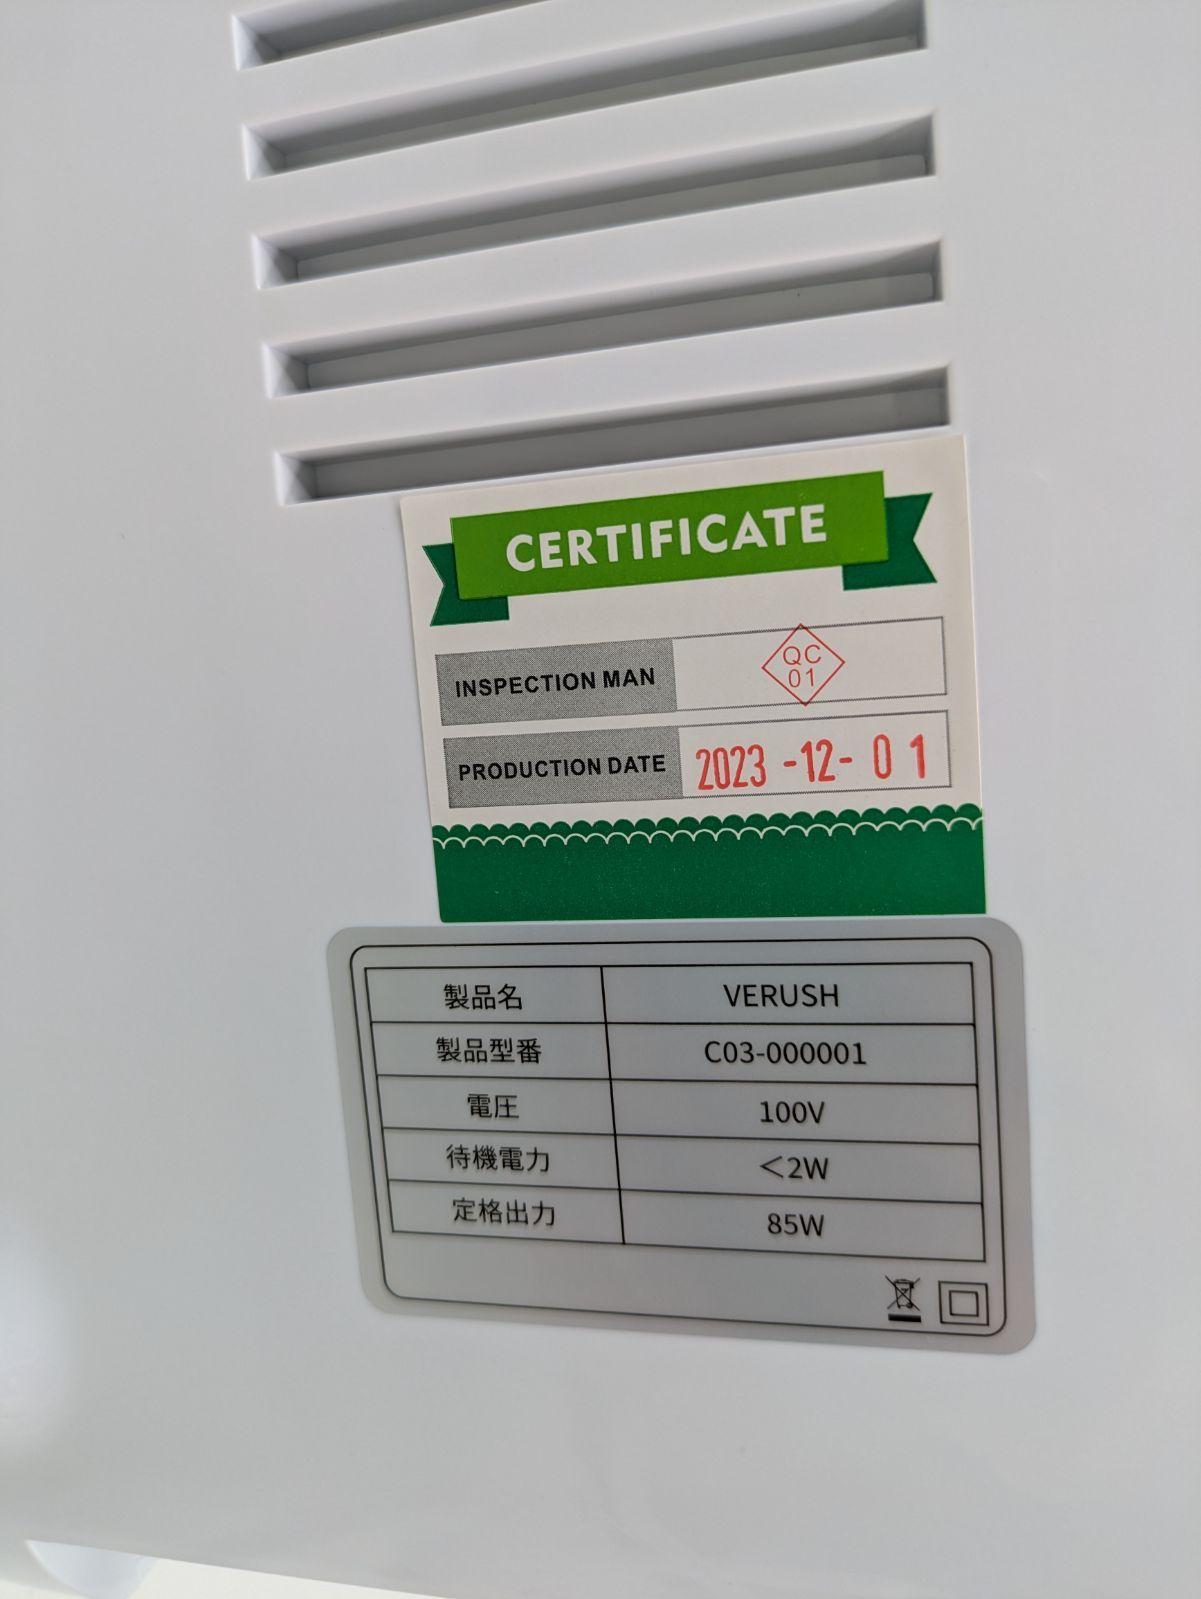 CERTIFICATE
INSPECTION MAN QC 01
PRODUCTION DATE 2023 -12- 0 1
製品名 VERUSH
製品型番 C03-000001
電圧 100V
待機電力 <2W
定格出力 85W